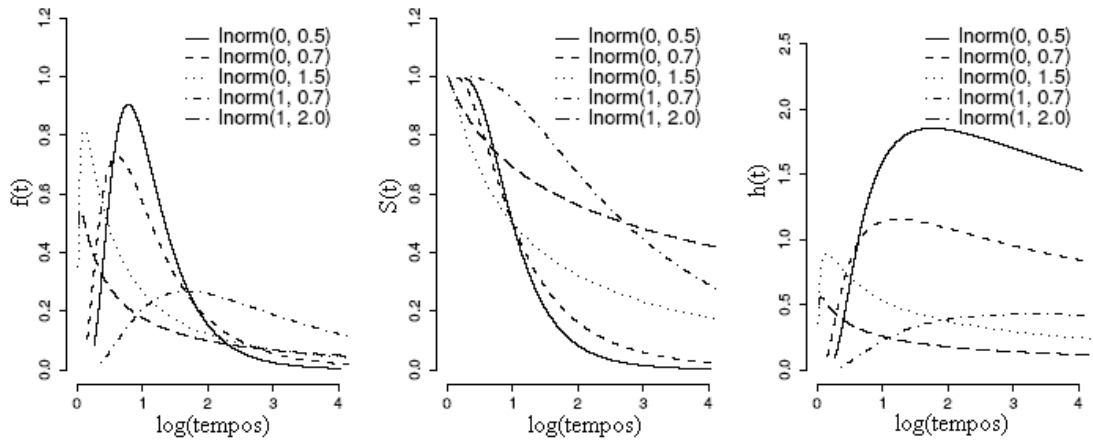 1.2
1.0
0.8
0.6
0.4
0.2
0.0
f(t)
lnorm(0, 0.5)
lnorm(0, 0.7)
lnorm(0, 1.5)
lnorm(1, 0.7)
lnorm(1, 2.0)
0 1 2 3 4
log(tempos)
1.2
1.0
0.8
0.6
0.4
0.2
0.0
S(t)
lnorm(0, 0.5)
lnorm(0, 0.7)
lnorm(0, 1.5)
lnorm(1, 0.7)
lnorm(1, 2.0)
0 1 2 3 4
log(tempos)
2.5
2.0
1.5
1.0
0.5
0.0
h(t)
lnorm(0, 0.5)
lnorm(0, 0.7)
lnorm(0, 1.5)
lnorm(1, 0.7)
lnorm(1, 2.0)
0 1 2 3 4
log(tempos)